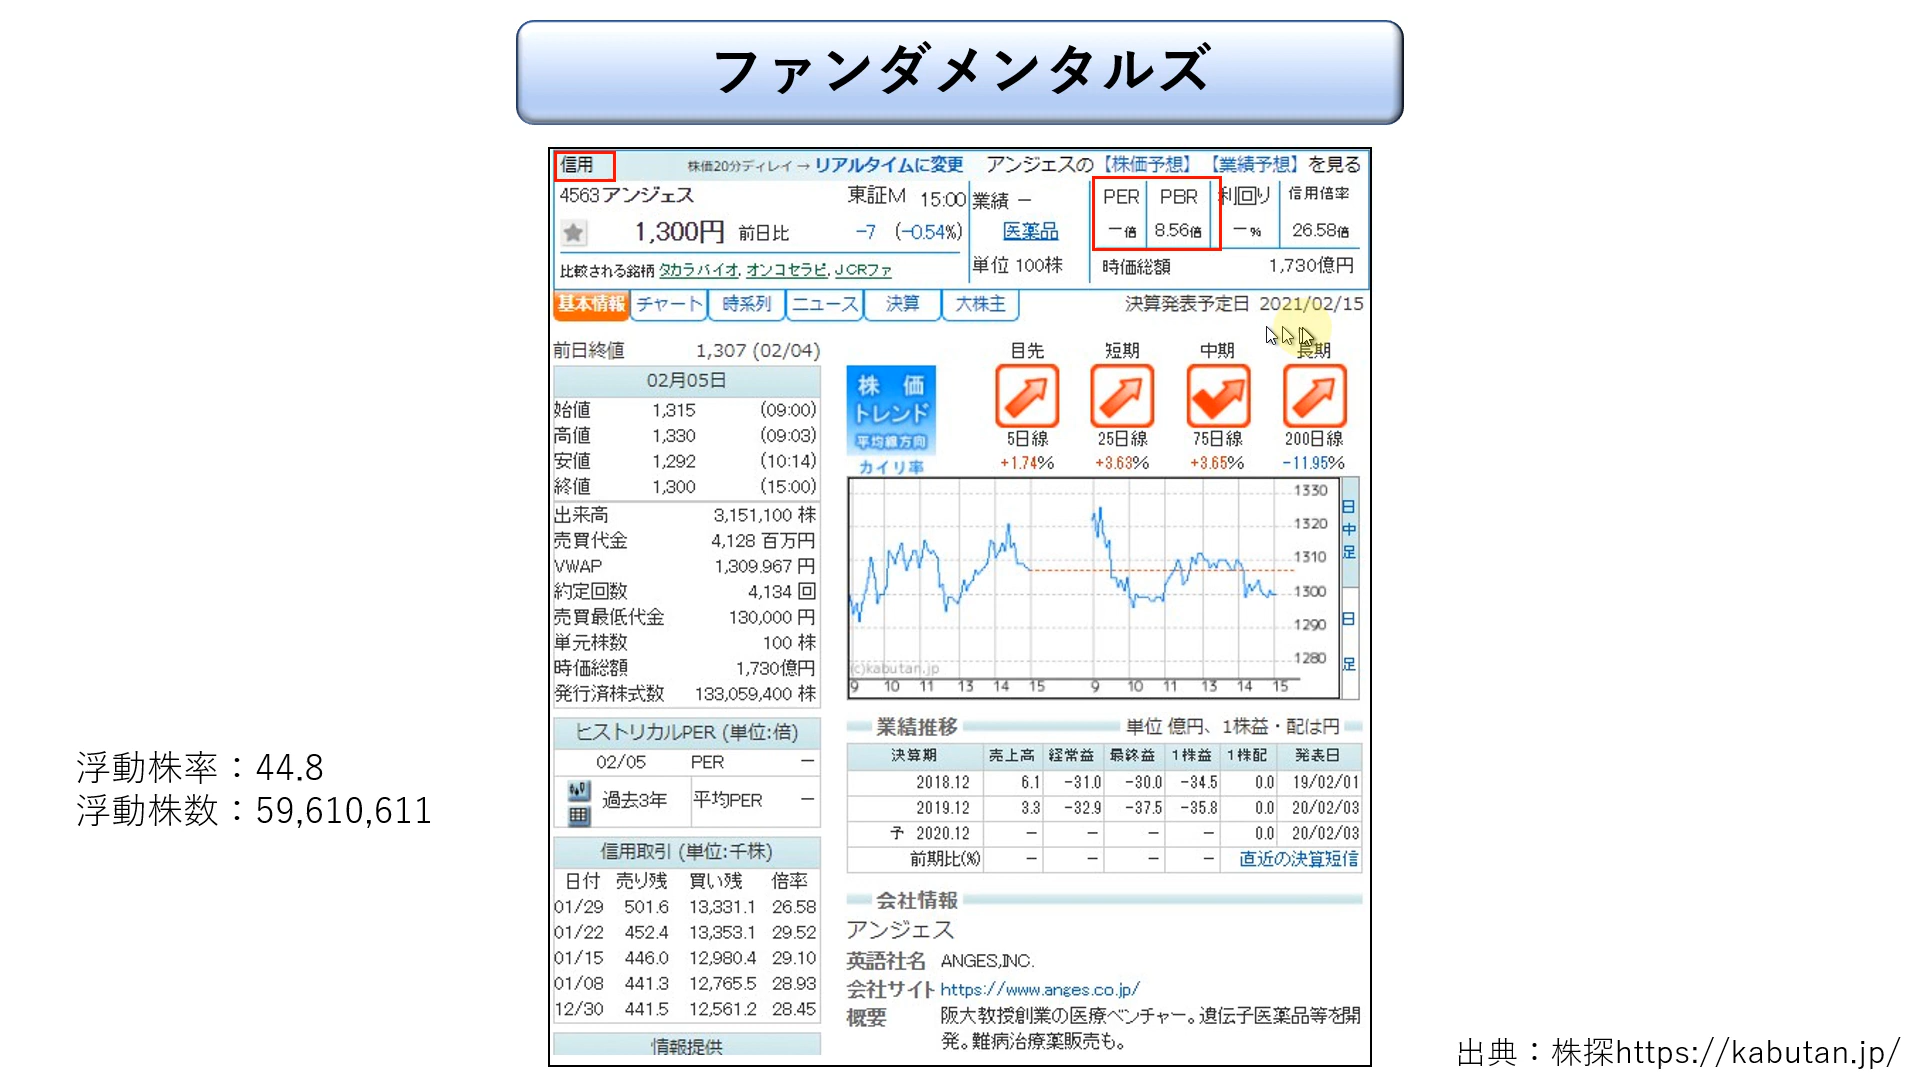 ファンダメンタルズ
信用 株価20分ディレイ → リアルタイムに変更 アンジェスの【株価予想】【業績予想】を見る
4563アンジェス 東証M 15:00
1,300円 前日比 -7 (-0.54%)
比較される銘柄 タカラバイオ, オンコセラピ, JCRファ
業績 -
医薬品
単位 100株
PER PBR 利回り 信用倍率
-倍 8.56倍 -% 26.58倍
時価総額 1,730億円
基本情報 チャート 時系列 ニュース 決算 大株主 決算発表予定日 2021/02/15
前日終値 1,307 (02/04)
02月05日
始値 1,315 (09:00)
高値 1,330 (09:03)
安値 1,292 (10:14)
終値 1,300 (15:00)
出来高 3,151,100 株
売買代金 4,128 百万円
VWAP 1,309.967 円
約定回数 4,134 回
売買最低代金 130,000 円
単元株数 100 株
時価総額 1,730億円
発行済株式数 133,059,400 株
株 価
トレンド
平均線方向
カイリ率
目先 短期 中期 長期
5日線 25日線 75日線 200日線
+1.74% +3.63% +3.65% -11.95%
1330
1320
1310
1300
1290
1280
(c)kabutan.jp
9 10 11 13 14 15 9 10 11 13 14 15
日中足
日足
ヒストリカルPER (単位:倍)
02/05 PER -
過去3年 平均PER -
信用取引 (単位:千株)
日付 売り残 買い残 倍率
01/29 501.6 13,331.1 26.58
01/22 452.4 13,353.1 29.52
01/15 446.0 12,980.4 29.10
01/08 441.3 12,765.5 28.93
12/30 441.5 12,561.2 28.45
情報提供
業績推移 単位 億円、1株益・配は円
決算期 売上高 経常益 最終益 1株益 1株配 発表日
2018.12 6.1 -31.0 -30.0 -34.5 0.0 19/02/01
2019.12 3.3 -32.9 -37.5 -35.8 0.0 20/02/03
予 2020.12 - - - - 0.0 20/02/03
前期比(%) - - - - 直近の決算短信
会社情報
アンジェス
英語社名 ANGES,INC.
会社サイト https://www.anges.co.jp/
概要 阪大教授創業の医療ベンチャー。遺伝子医薬品等を開
発。難病治療薬販売も。
浮動株率:44.8
浮動株数:59,610,611
出典:株探https://kabutan.jp/